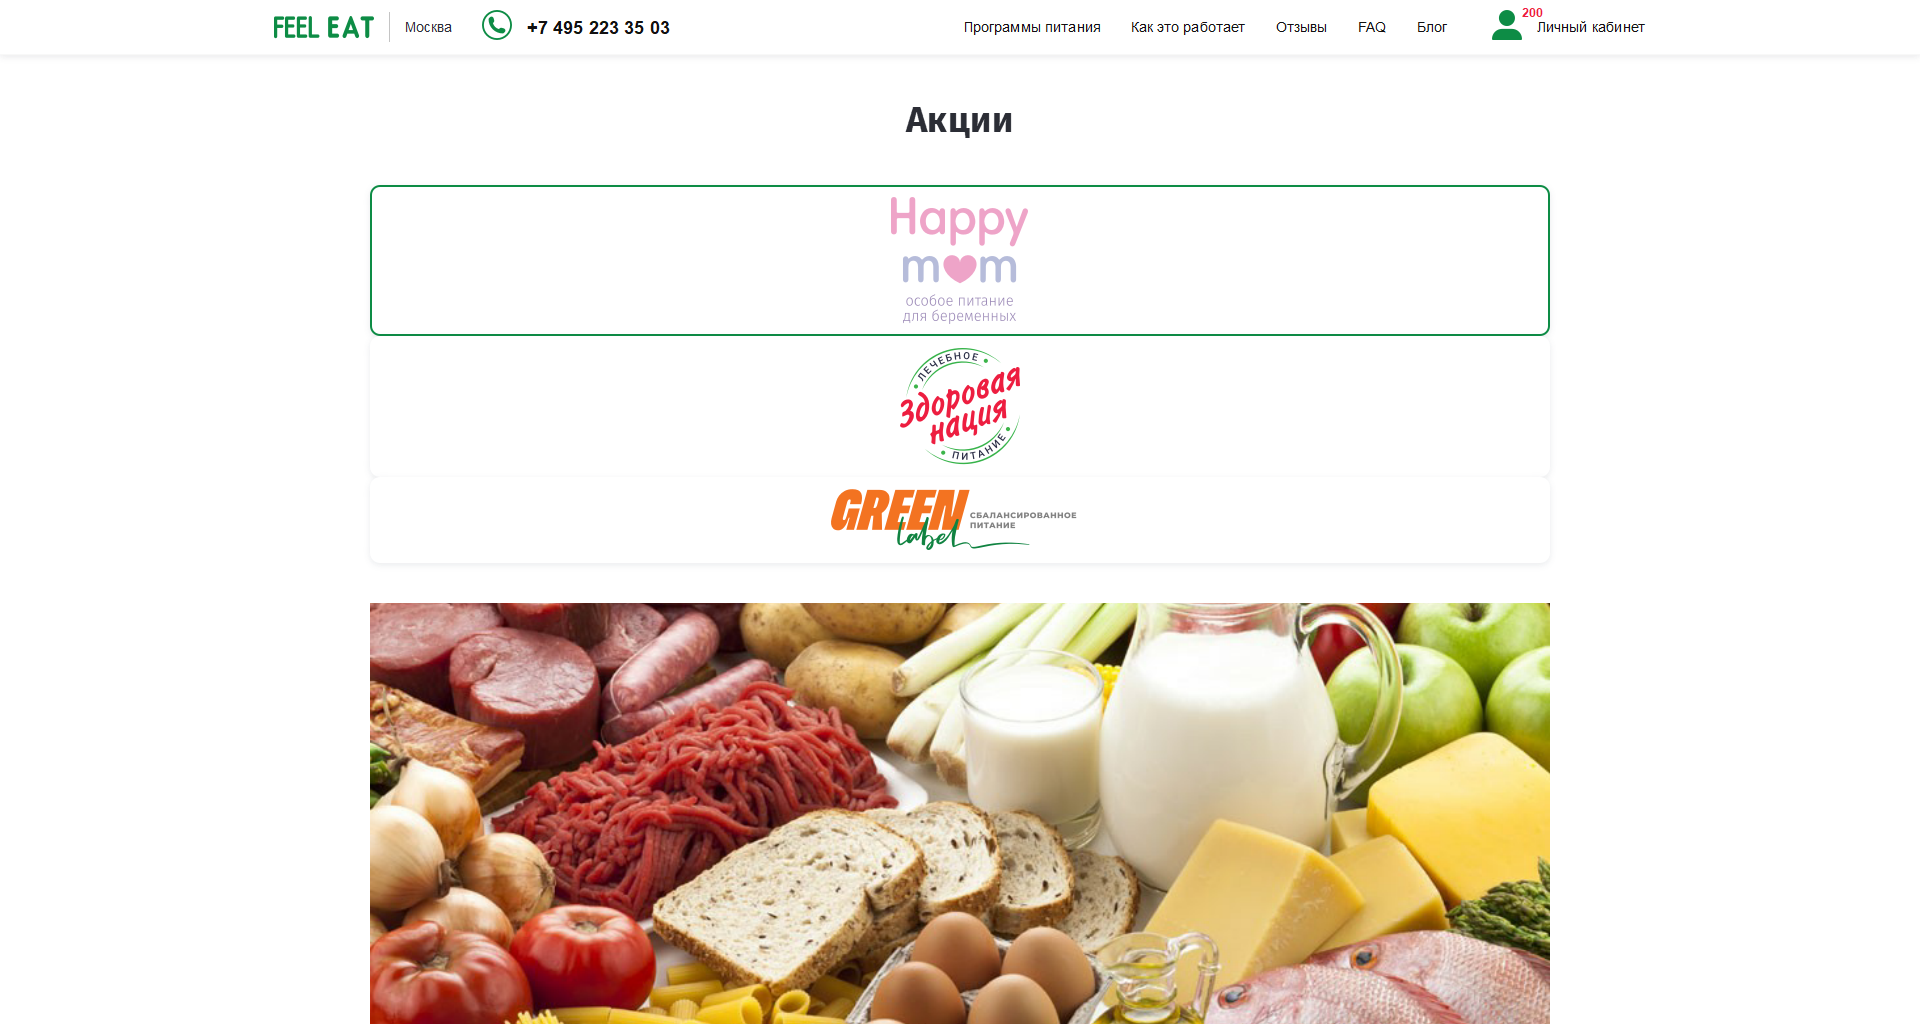 FEEL EAT
Москва
+7 495 223 35 03
Программы питания
Как это работает
Отзывы
FAQ
Блог
200
Личный кабинет
Акции
Happy
mom
особое питание
для беременных
ЛЕЧЕБНОЕ
Здоровая
нация
ПИТАНИЕ
GREEN
label
СБАЛАНСИРОВАННОЕ
ПИТАНИЕ